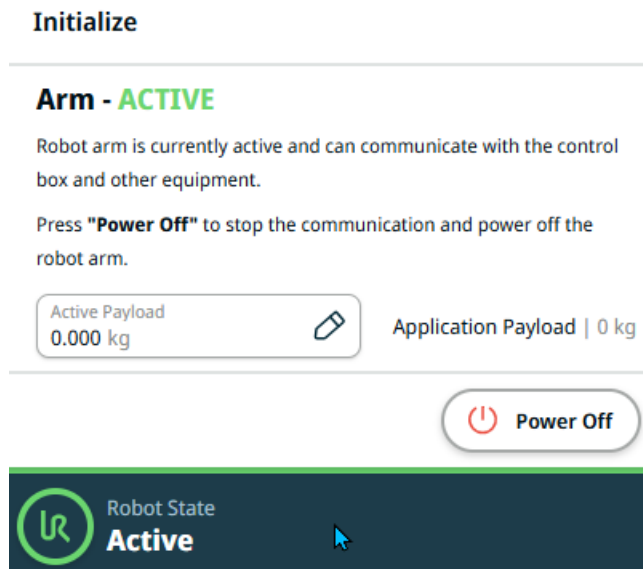 Initialize
Arm - ACTIVE
Robot arm is currently active and can communicate with the control
box and other equipment.
Press "Power Off" to stop the communication and power off the
robot arm.
Active Payload
0.000 kg
Application Payload | 0 kg
Power Off
Robot State
Active